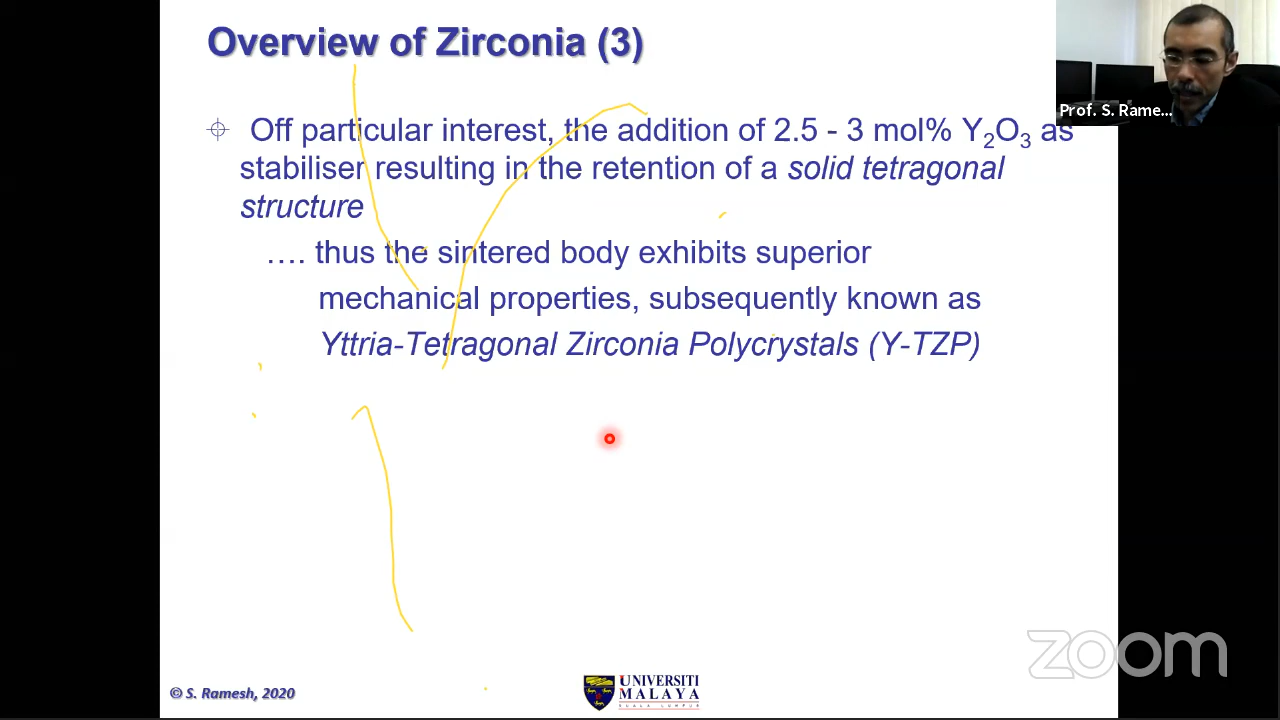 Overview of Zirconia (3)
Prof. S. Rame...
Off particular interest, the addition of 2.5 - 3 mol% Y₂O₃ as
stabiliser resulting in the retention of a solid tetragonal
structure
.... thus the sintered body exhibits superior
mechanical properties, subsequently known as
Yttria-Tetragonal Zirconia Polycrystals (Y-TZP)
zoom
© S. Ramesh, 2020
UNIVERSITI
MALAYA
KUALA LUMPUR